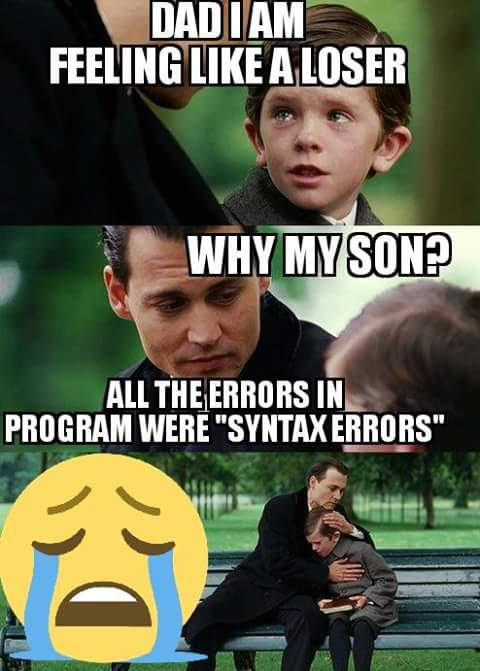 DAD I AM
FEELING LIKE A LOSER
WHY MY SON?
ALL THE ERRORS IN
PROGRAM WERE "SYNTAX ERRORS"